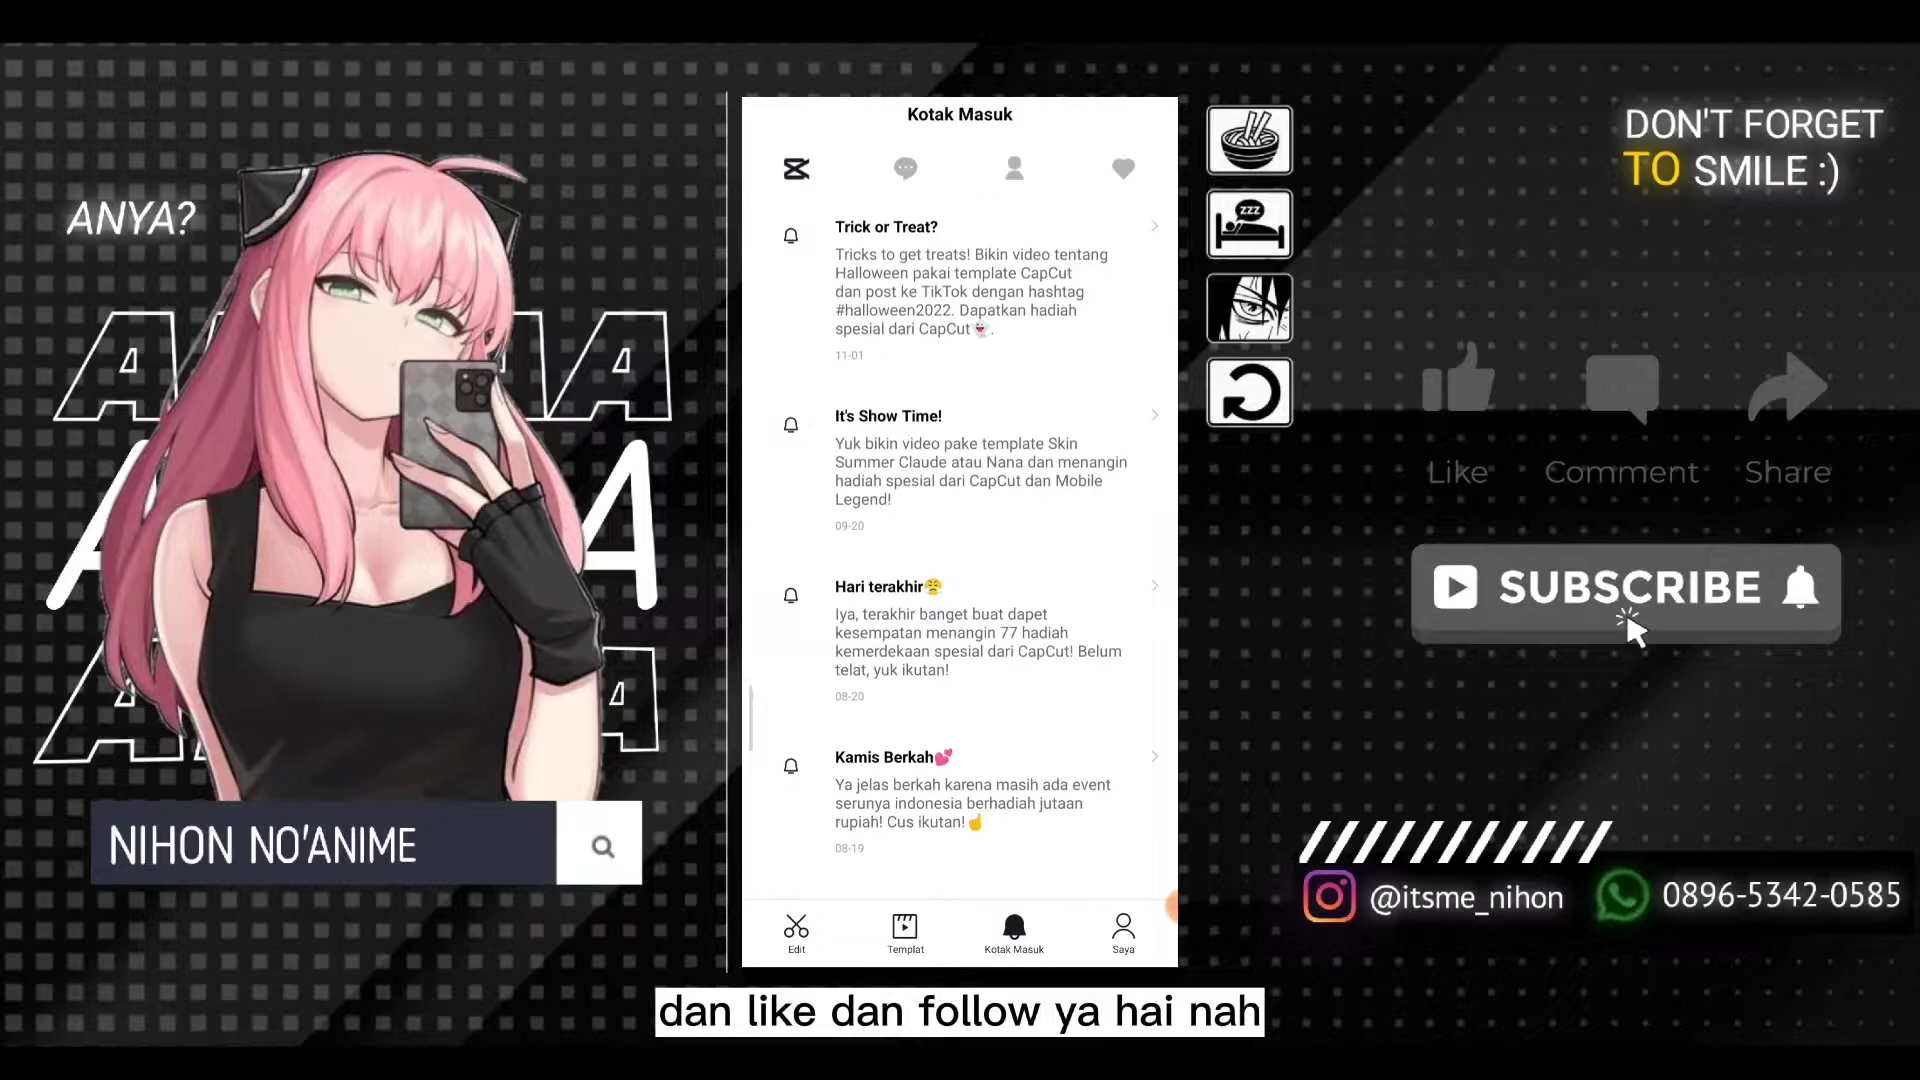 Kotak Masuk
Trick or Treat?
Tricks to get treats! Bikin video tentang
Halloween pakai template CapCut
dan post ke TikTok dengan hashtag
#halloween2022. Dapatkan hadiah
spesial dari CapCut👻.
11-01
It's Show Time!
Yuk bikin video pake template Skin
Summer Claude atau Nana dan menangin
hadiah spesial dari CapCut dan Mobile
Legend!
09-20
Hari terakhir😤
Iya, terakhir banget buat dapet
kesempatan menangin 77 hadiah
kemerdekaan spesial dari CapCut! Belum
telat, yuk ikutan!
08-20
Kamis Berkah💕
Ya jelas berkah karena masih ada event
serunya indonesia berhadiah jutaan
rupiah! Cus ikutan!☝
08-19
Edit
Templat
Kotak Masuk
Saya
ANYA?
NIHON NO'ANIME
zzz
DON'T FORGET
TO SMILE :)
Like
Comment
Share
SUBSCRIBE
@itsme_nihon
0896-5342-0585
dan like dan follow ya hai nah